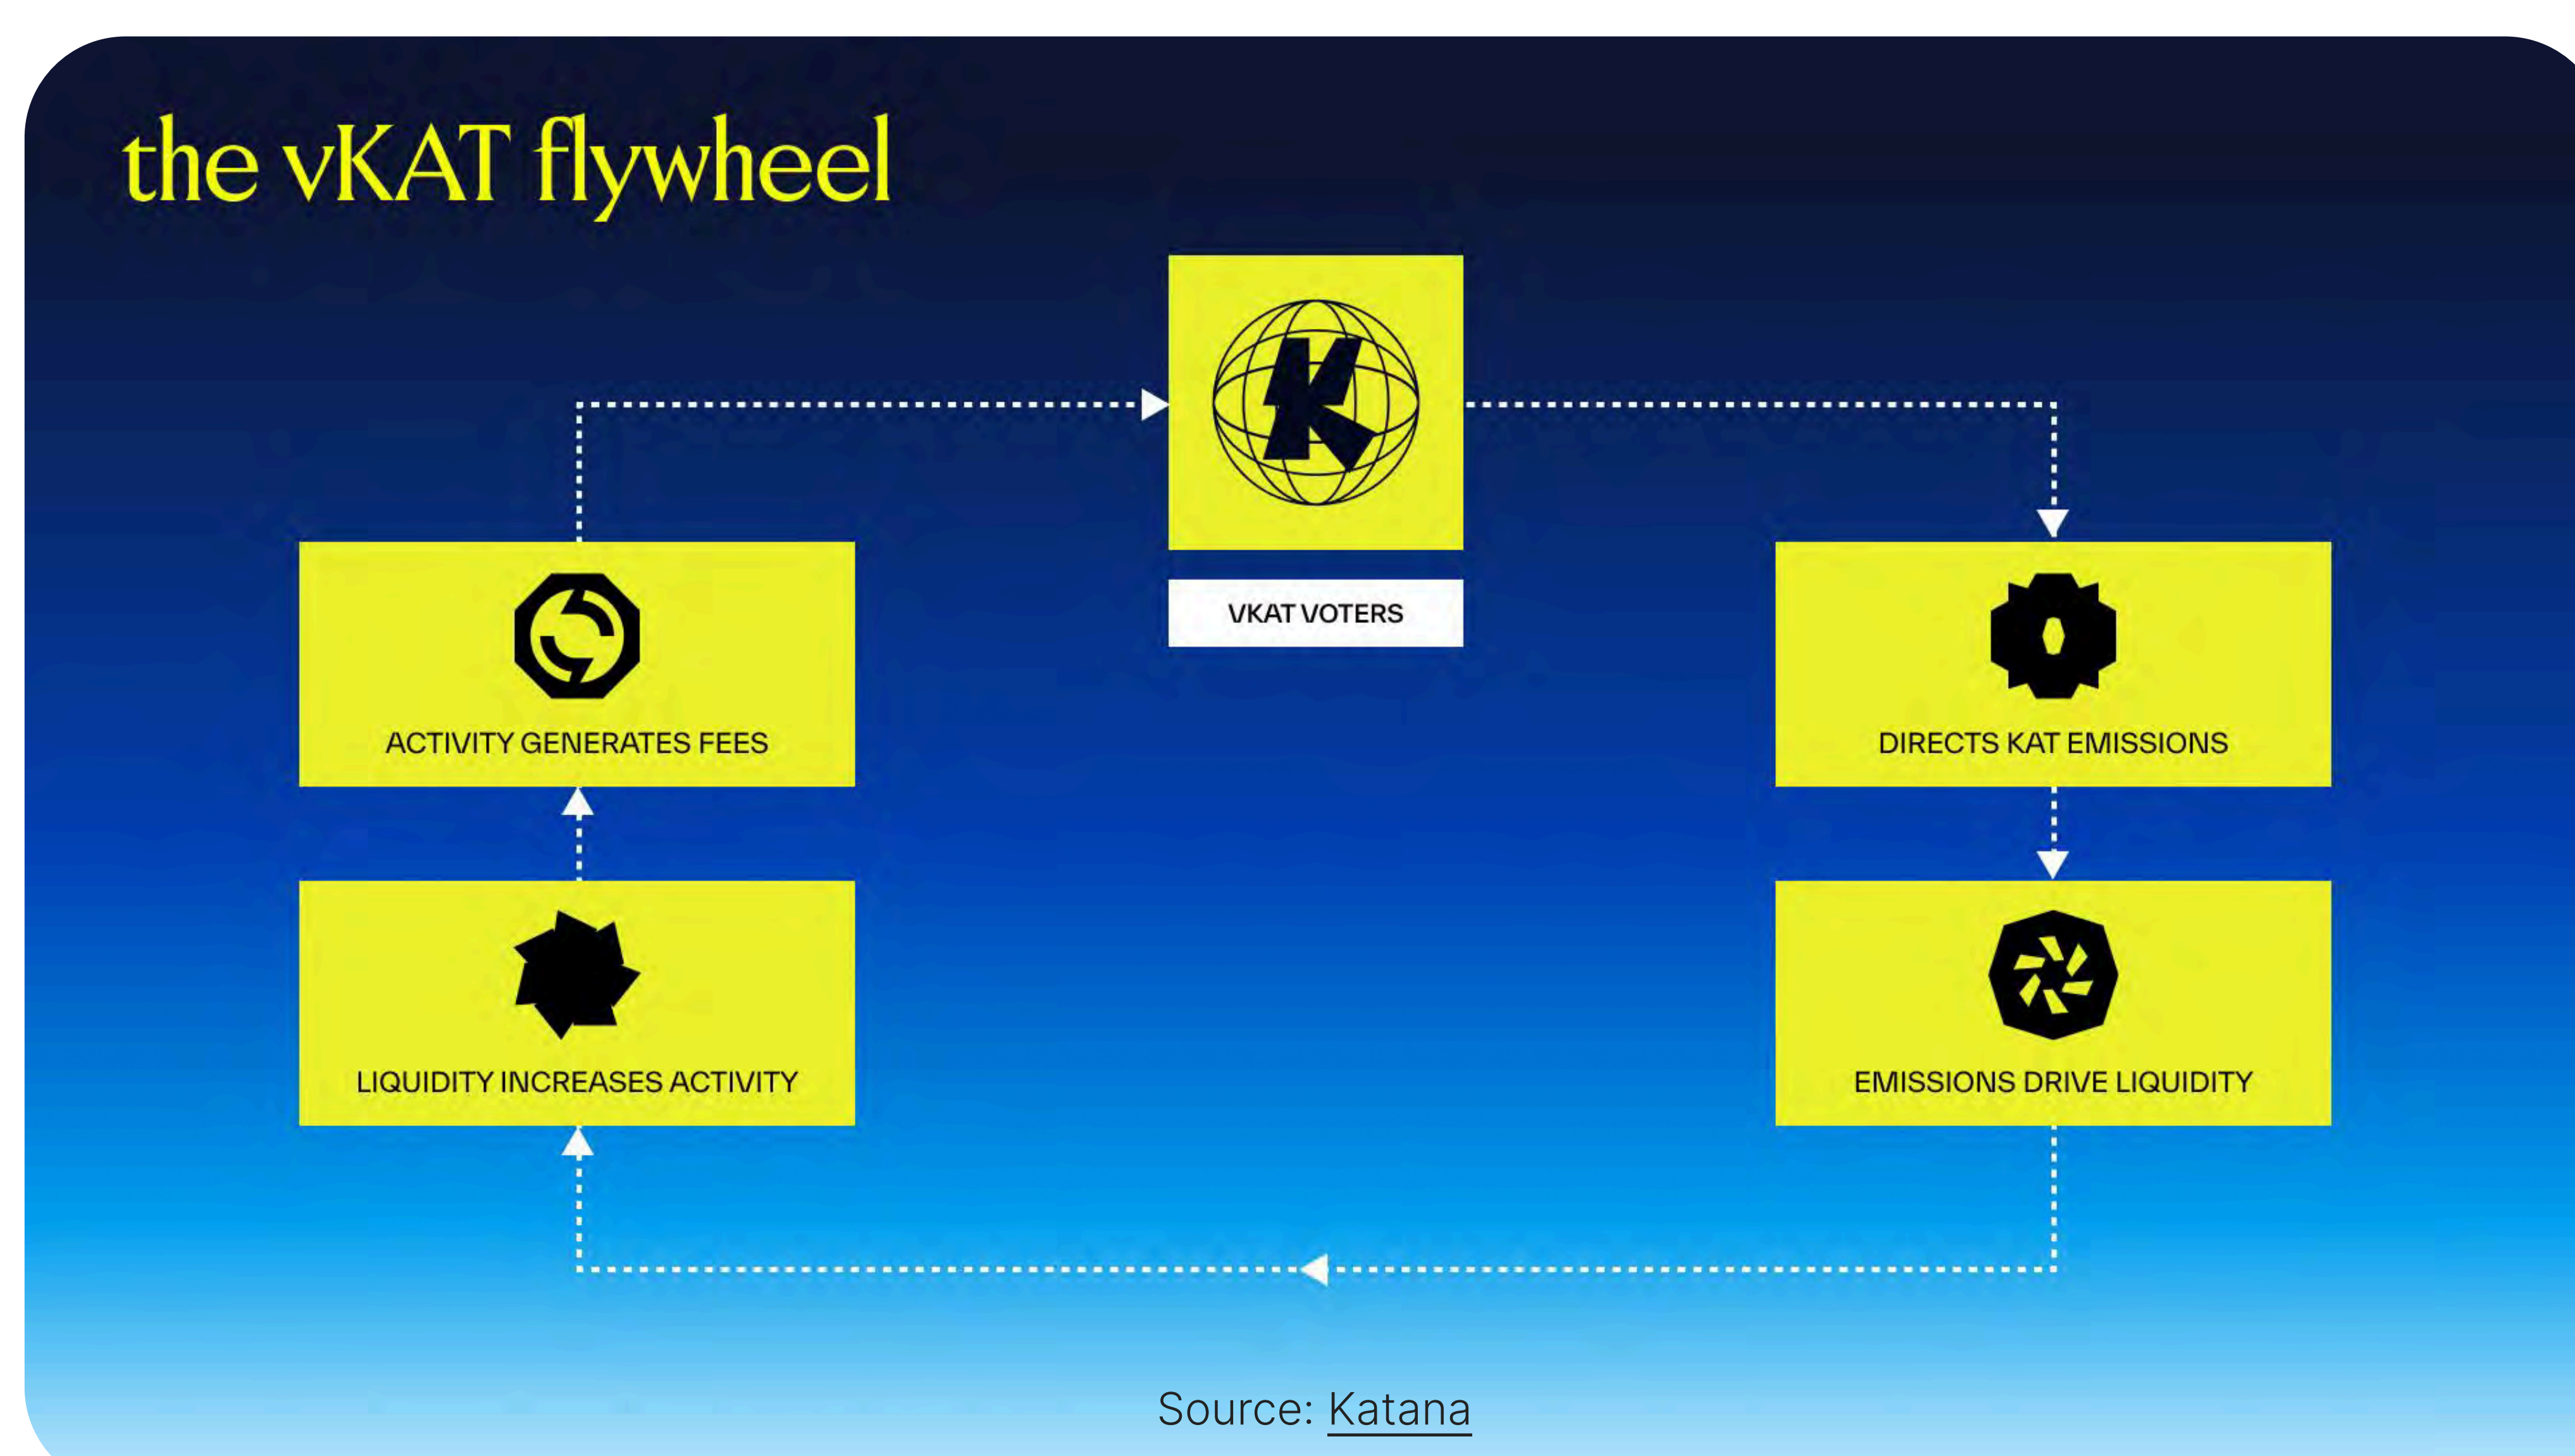 the vKAT flywheel
K
VKAT VOTERS
ACTIVITY GENERATES FEES
DIRECTS KAT EMISSIONS
LIQUIDITY INCREASES ACTIVITY
EMISSIONS DRIVE LIQUIDITY
Source: Katana